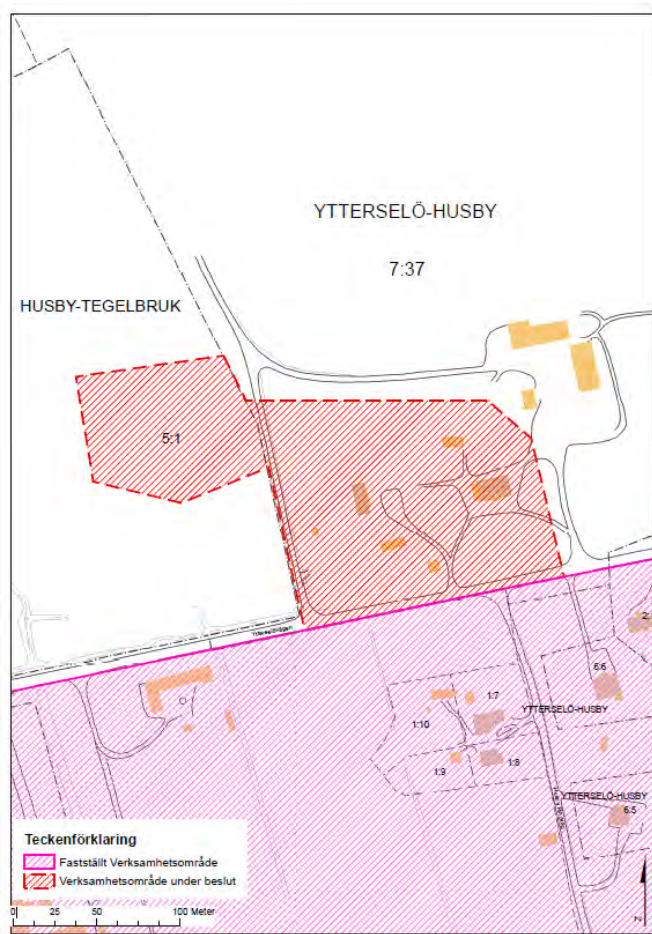 YTTERSELÖ-HUSBY
7:37
HUSBY-TEGELBRUK
5:1
2:
6:6
1:7
YTTERSELÖ-HUSBY
1:10
1:9
1:8
YTTERSELÖ-HUSBY
6:5
Teckenförklaring
Fastställt Verksamhetsområde
Verksamhetsområde under beslut
0 25 50 100 Meter
N